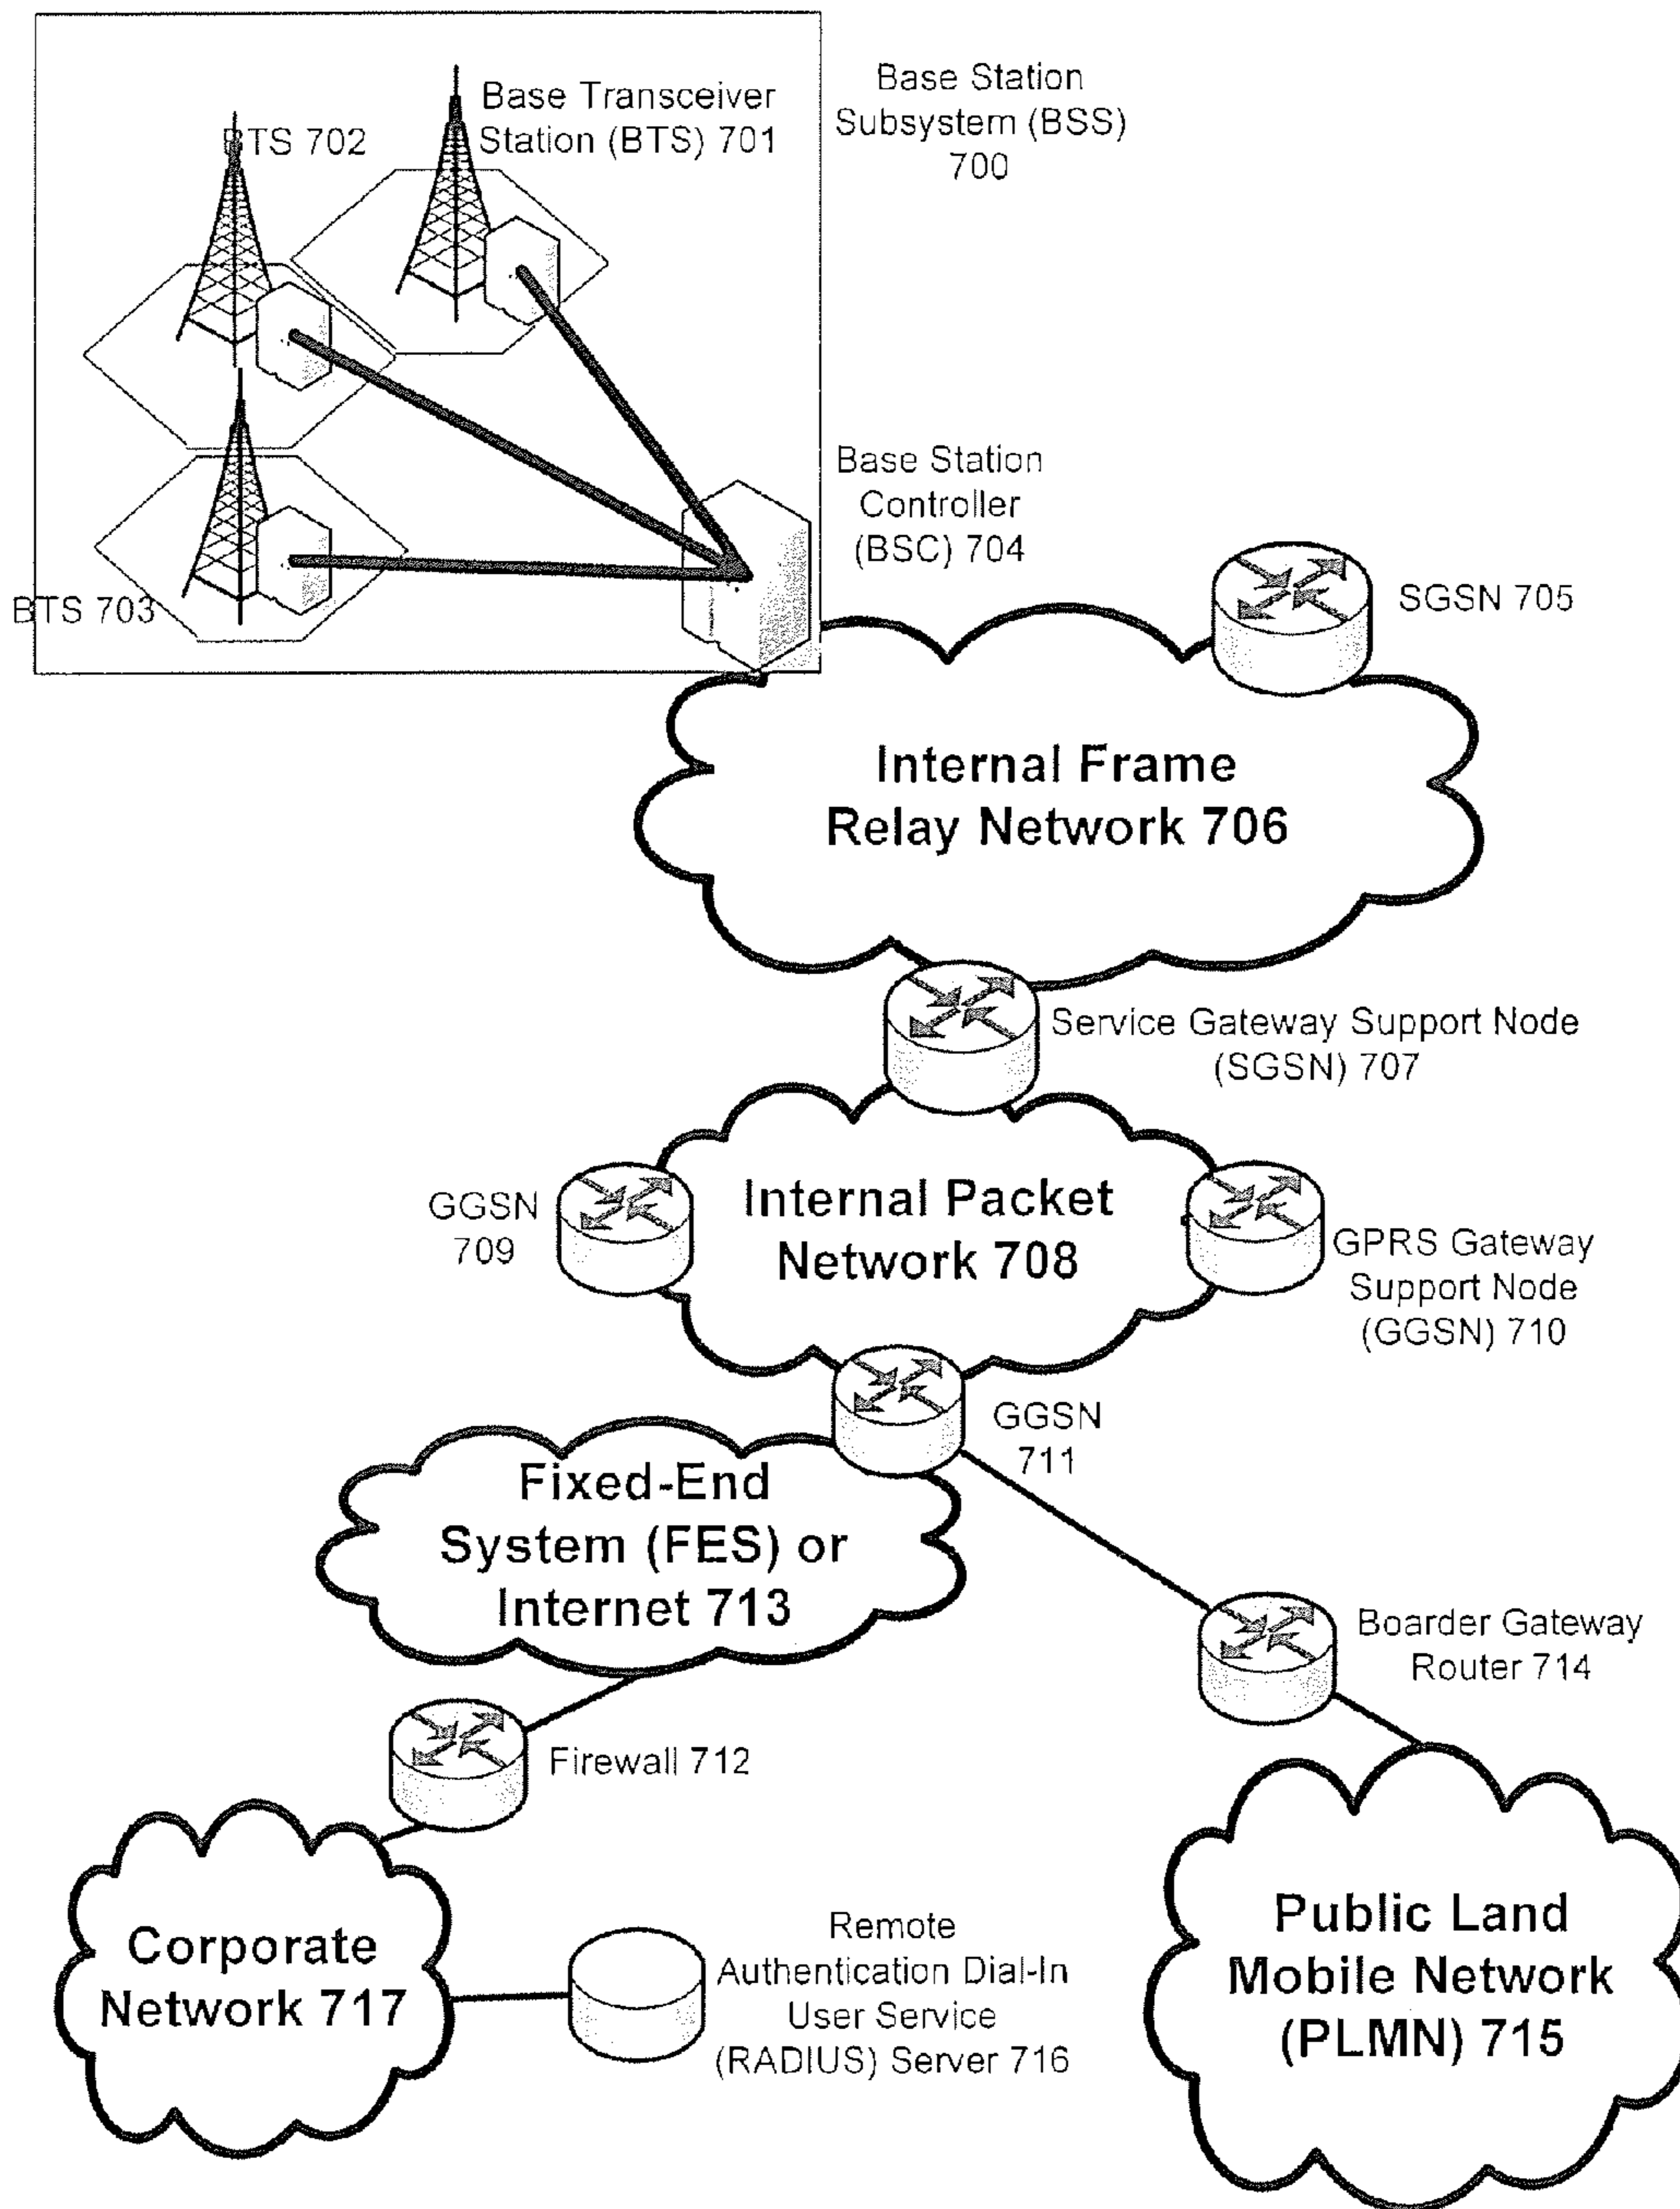 Base Transceiver
Station (BTS) 701
BTS 702
Base Station
Subsystem (BSS)
700
Base Station
Controller
(BSC) 704
BTS 703
SGSN 705
Internal Frame
Relay Network 706
Service Gateway Support Node
(SGSN) 707
GGSN
709
Internal Packet
Network 708
GPRS Gateway
Support Node
(GGSN) 710
GGSN
711
Fixed-End
System (FES) or
Internet 713
Boarder Gateway
Router 714
Firewall 712
Corporate
Network 717
Remote
Authentication Dial-In
User Service
(RADIUS) Server 716
Public Land
Mobile Network
(PLMN) 715